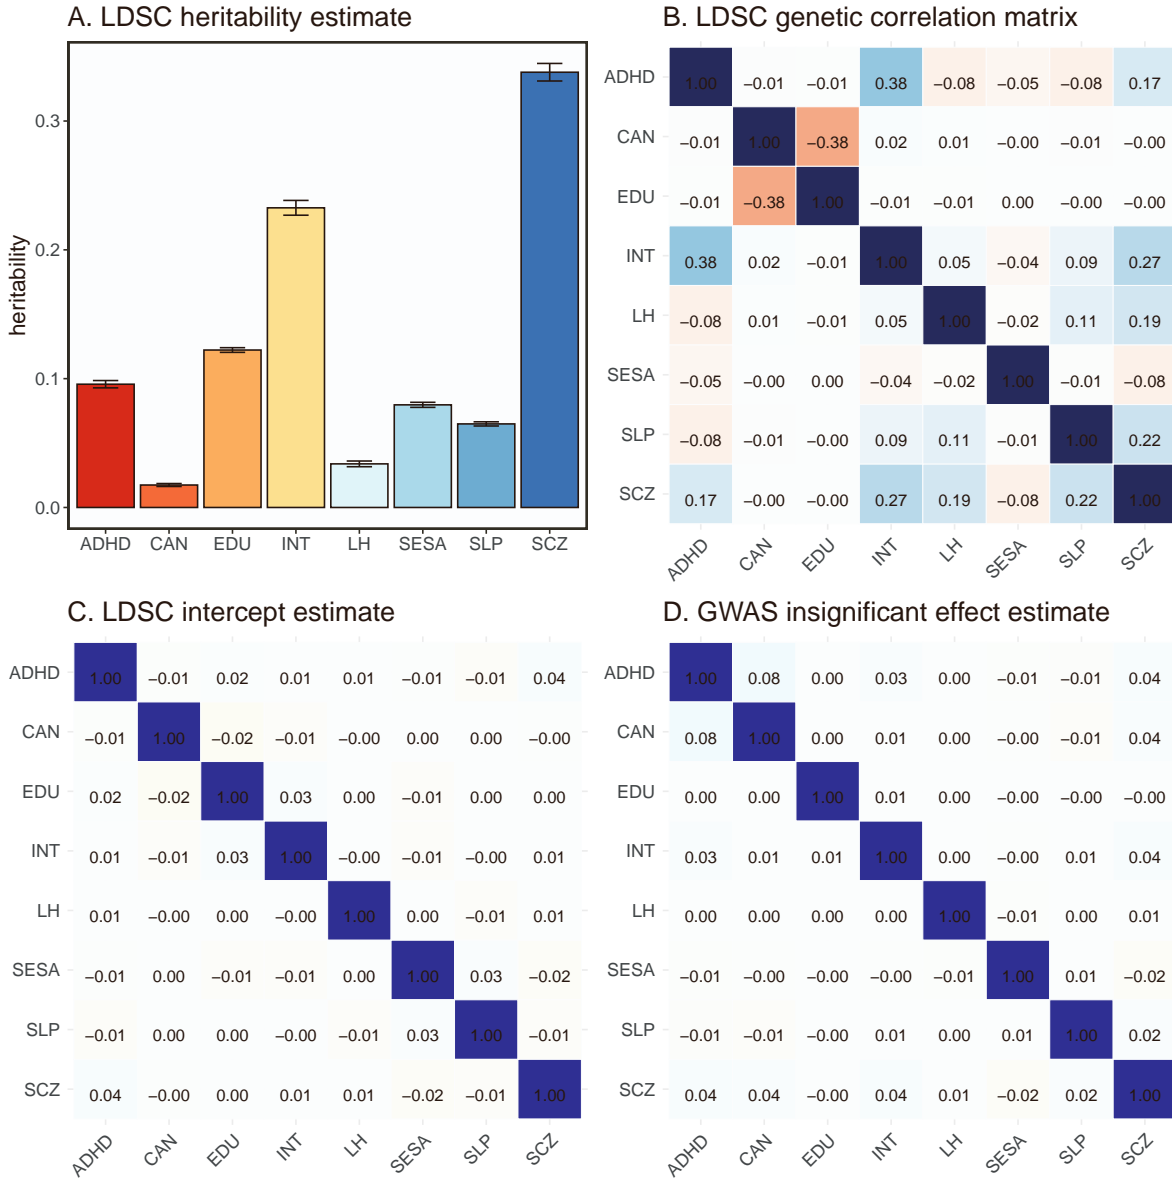 A. LDSC heritability estimate
heritability
0.3
0.2
0.1
0.0
ADHD CAN EDU INT LH SESA SLP SCZ
B. LDSC genetic correlation matrix
ADHD 1.00 −0.01 −0.01 0.38 −0.08 −0.05 −0.08 0.17
CAN −0.01 1.00 −0.38 0.02 0.01 −0.00 −0.01 −0.00
EDU −0.01 −0.38 1.00 −0.01 −0.01 0.00 −0.00 −0.00
INT 0.38 0.02 −0.01 1.00 0.05 −0.04 0.09 0.27
LH −0.08 0.01 −0.01 0.05 1.00 −0.02 0.11 0.19
SESA −0.05 −0.00 0.00 −0.04 −0.02 1.00 −0.01 −0.08
SLP −0.08 −0.01 −0.00 0.09 0.11 −0.01 1.00 0.22
SCZ 0.17 −0.00 −0.00 0.27 0.19 −0.08 0.22 1.00
ADHD CAN EDU INT LH SESA SLP SCZ
C. LDSC intercept estimate
ADHD 1.00 −0.01 0.02 0.01 0.01 −0.01 −0.01 0.04
CAN −0.01 1.00 −0.02 −0.01 −0.00 0.00 0.00 −0.00
EDU 0.02 −0.02 1.00 0.03 0.00 −0.01 0.00 0.00
INT 0.01 −0.01 0.03 1.00 −0.00 −0.01 −0.00 0.01
LH 0.01 −0.00 0.00 −0.00 1.00 0.00 −0.01 0.01
SESA −0.01 0.00 −0.01 −0.01 0.00 1.00 0.03 −0.02
SLP −0.01 0.00 0.00 −0.00 −0.01 0.03 1.00 −0.01
SCZ 0.04 −0.00 0.00 0.01 0.01 −0.02 −0.01 1.00
ADHD CAN EDU INT LH SESA SLP SCZ
D. GWAS insignificant effect estimate
ADHD 1.00 0.08 0.00 0.03 0.00 −0.01 −0.01 0.04
CAN 0.08 1.00 0.00 0.01 0.00 −0.00 −0.01 0.04
EDU 0.00 0.00 1.00 0.01 0.00 −0.00 −0.00 −0.00
INT 0.03 0.01 0.01 1.00 0.00 −0.00 0.01 0.04
LH 0.00 0.00 0.00 0.00 1.00 −0.01 0.00 0.01
SESA −0.01 −0.00 −0.00 −0.00 −0.01 1.00 0.01 −0.02
SLP −0.01 −0.01 −0.00 0.01 0.00 0.01 1.00 0.02
SCZ 0.04 0.04 −0.00 0.04 0.01 −0.02 0.02 1.00
ADHD CAN EDU INT LH SESA SLP SCZ